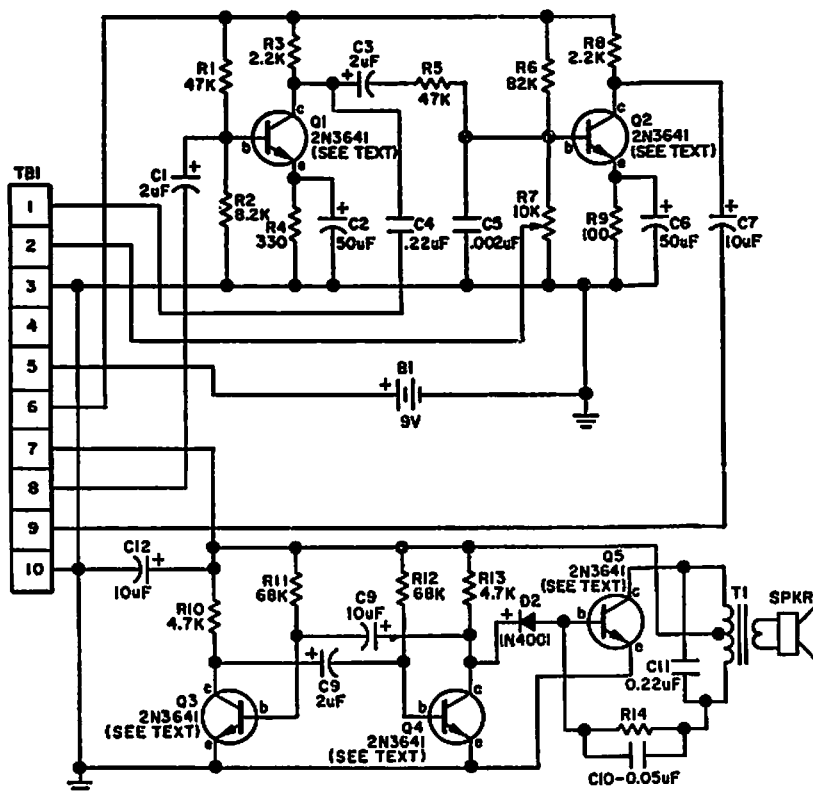 R1
47K
R3
2.2K
C3
2uF
+
R5
47K
R6
82K
R8
2.2K
c
Q1
2N3641
(SEE TEXT)
b
e
c
Q2
2N3641
(SEE TEXT)
b
e
TB1
1
2
3
4
5
6
7
8
9
10
C1
2uF
+
R2
8.2K
R4
330
+
C2
50uF
C4
.22uF
C5
.002uF
R7
10K
R9
100
+
C6
50uF
+
C7
10uF
+
B1
9V
C12
+
10uF
R10
4.7K
R11
68K
C9
10uF
+
R12
68K
R13
4.7K
+
D2
1N4001
Q5
2N3641
(SEE TEXT)
c
b
e
T1
SPKR
C11
0.22uF
+
C9
2uF
Q3
2N3641
(SEE TEXT)
c
b
e
Q4
2N3641
(SEE TEXT)
c
b
e
R14
C10-0.05uF